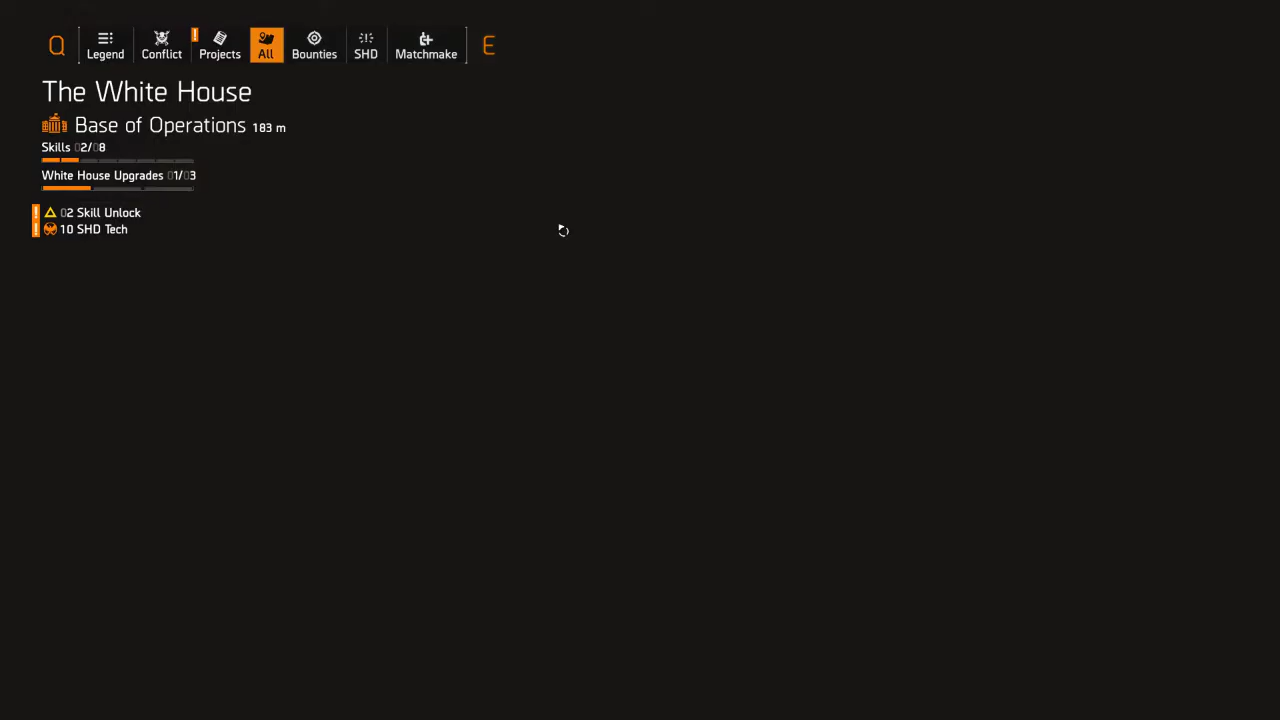 Q Legend Conflict ! Projects All Bounties SHD Matchmake E
The White House
Base of Operations 183 m
Skills 02/08
White House Upgrades 01/03
! 02 Skill Unlock
! 10 SHD Tech